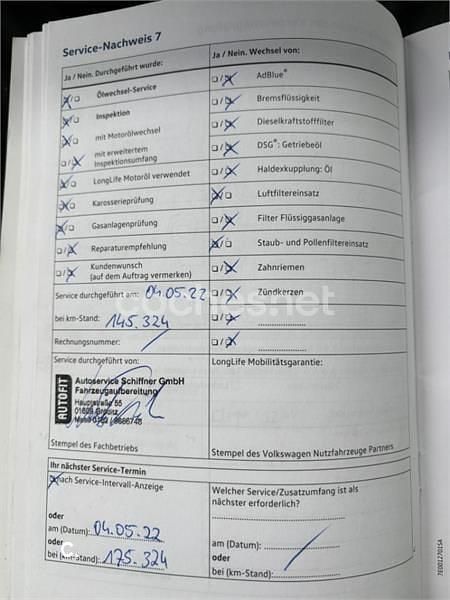 Service-Nachweis 7
Ja / Nein. Durchgeführt wurde:
Ölwechsel-Service
Inspektion
mit Motorölwechsel
mit erweitertem
Inspektionsumfang
LongLife Motoröl verwendet
Karosserieprüfung
Gasanlagenprüfung
Reparaturempfehlung
Kundenwunsch
(auf dem Auftrag vermerken)
Service durchgeführt am: 04.05.22
bei km-Stand: 145.324
Rechnungsnummer:
Service durchgeführt von:
AUTOFIT
Autoservice Schiffner GmbH
Fahrzeugaufbereitung
Hauptstraße 55
Stempel des Fachbetriebs
Ja / Nein. Wechsel von:
AdBlue®
Bremsflüssigkeit
Dieselkraftstofffilter
DSG®: Getriebeöl
Haldexkupplung: Öl
Luftfiltereinsatz
Filter Flüssiggasanlage
Staub- und Pollenfiltereinsatz
Zahnriemen
Zündkerzen
LongLife Mobilitätsgarantie:
Stempel des Volkswagen Nutzfahrzeuge Partners
Ihr nächster Service-Termin
nach Service-Intervall-Anzeige
oder
am (Datum): 04.05.22
oder
bei (km-Stand): 175.324
Welcher Service/Zusatzumfang ist als
nächster erforderlich?
am (Datum):
oder
bei (km-Stand):
7E0012701SA